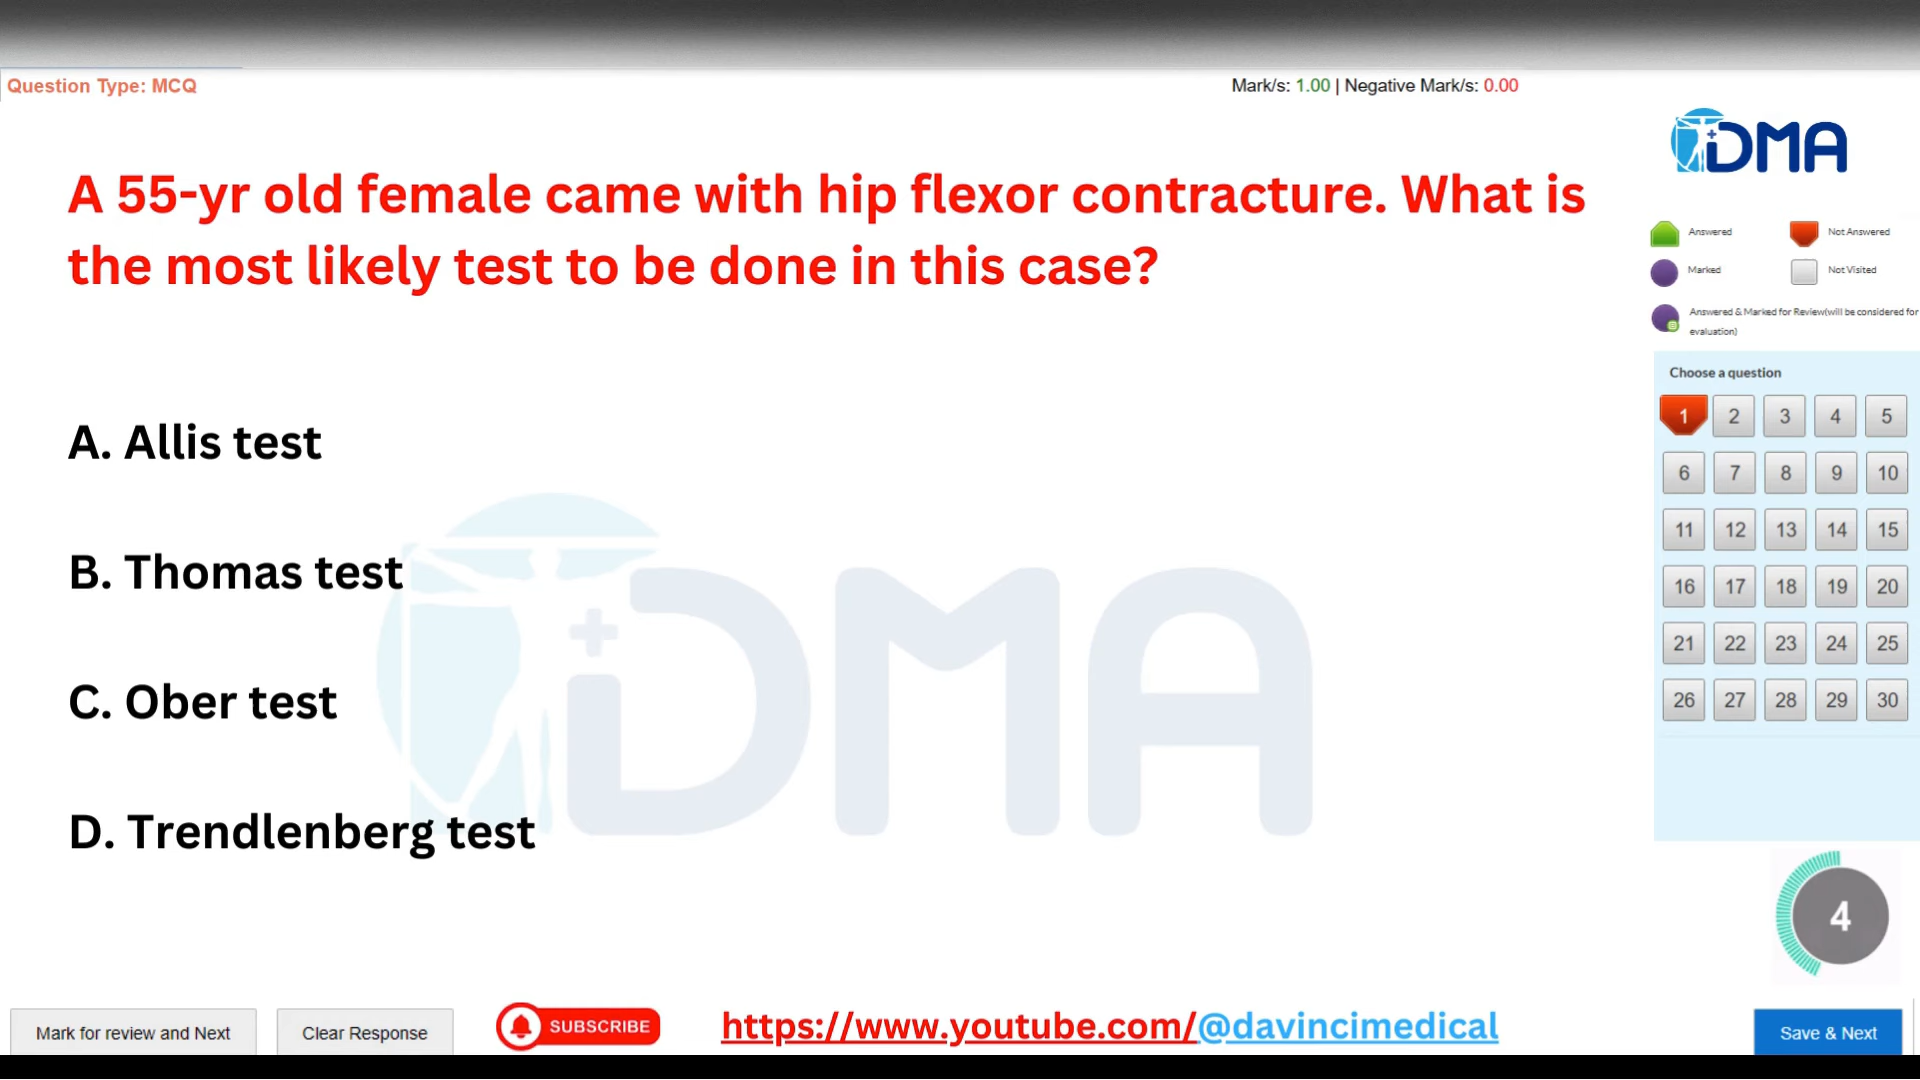 Question Type: MCQ
Mark/s: 1.00 | Negative Mark/s: 0.00
DMA
A 55-yr old female came with hip flexor contracture. What is
the most likely test to be done in this case?
Answered
Not Answered
Marked
Not Visited
Answered & Marked for Review(will be considered for
evaluation)
Choose a question
1 2 3 4 5
6 7 8 9 10
11 12 13 14 15
16 17 18 19 20
21 22 23 24 25
26 27 28 29 30
A. Allis test
B. Thomas test
C. Ober test
D. Trendlenberg test
DMA
4
Mark for review and Next
Clear Response
SUBSCRIBE
https://www.youtube.com/@davincimedical
Save & Next